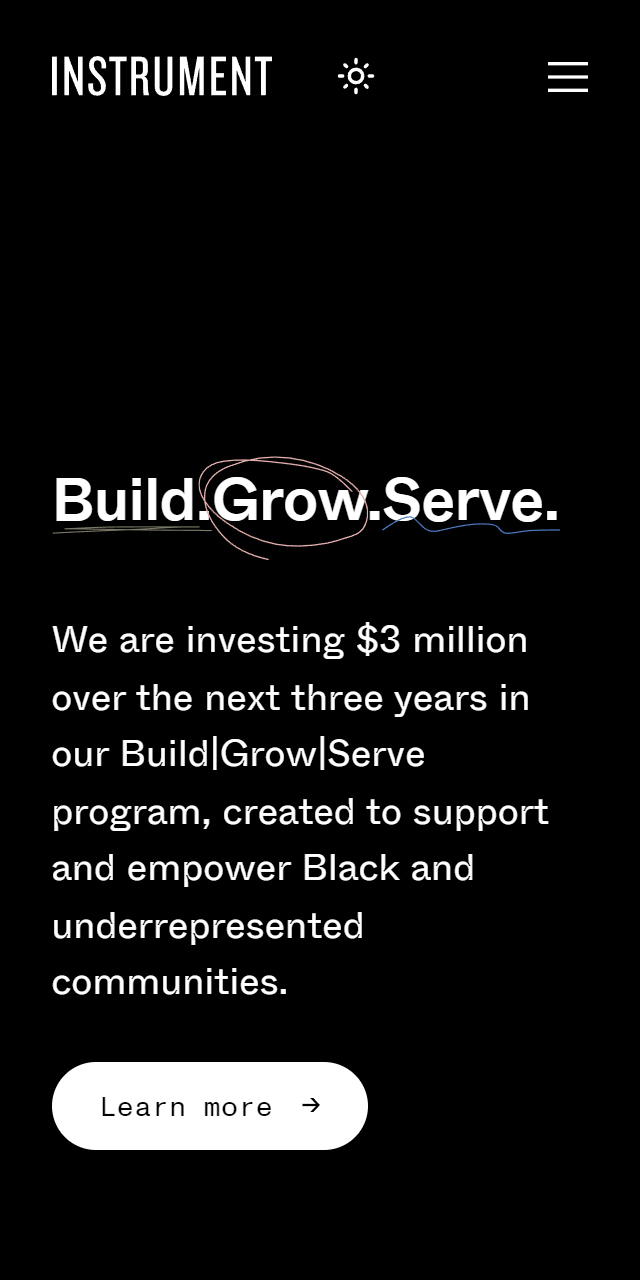 INSTRUMENT
Build.Grow.Serve.
We are investing $3 million
over the next three years in
our Build|Grow|Serve
program, created to support
and empower Black and
underrepresented
communities.
Learn more →